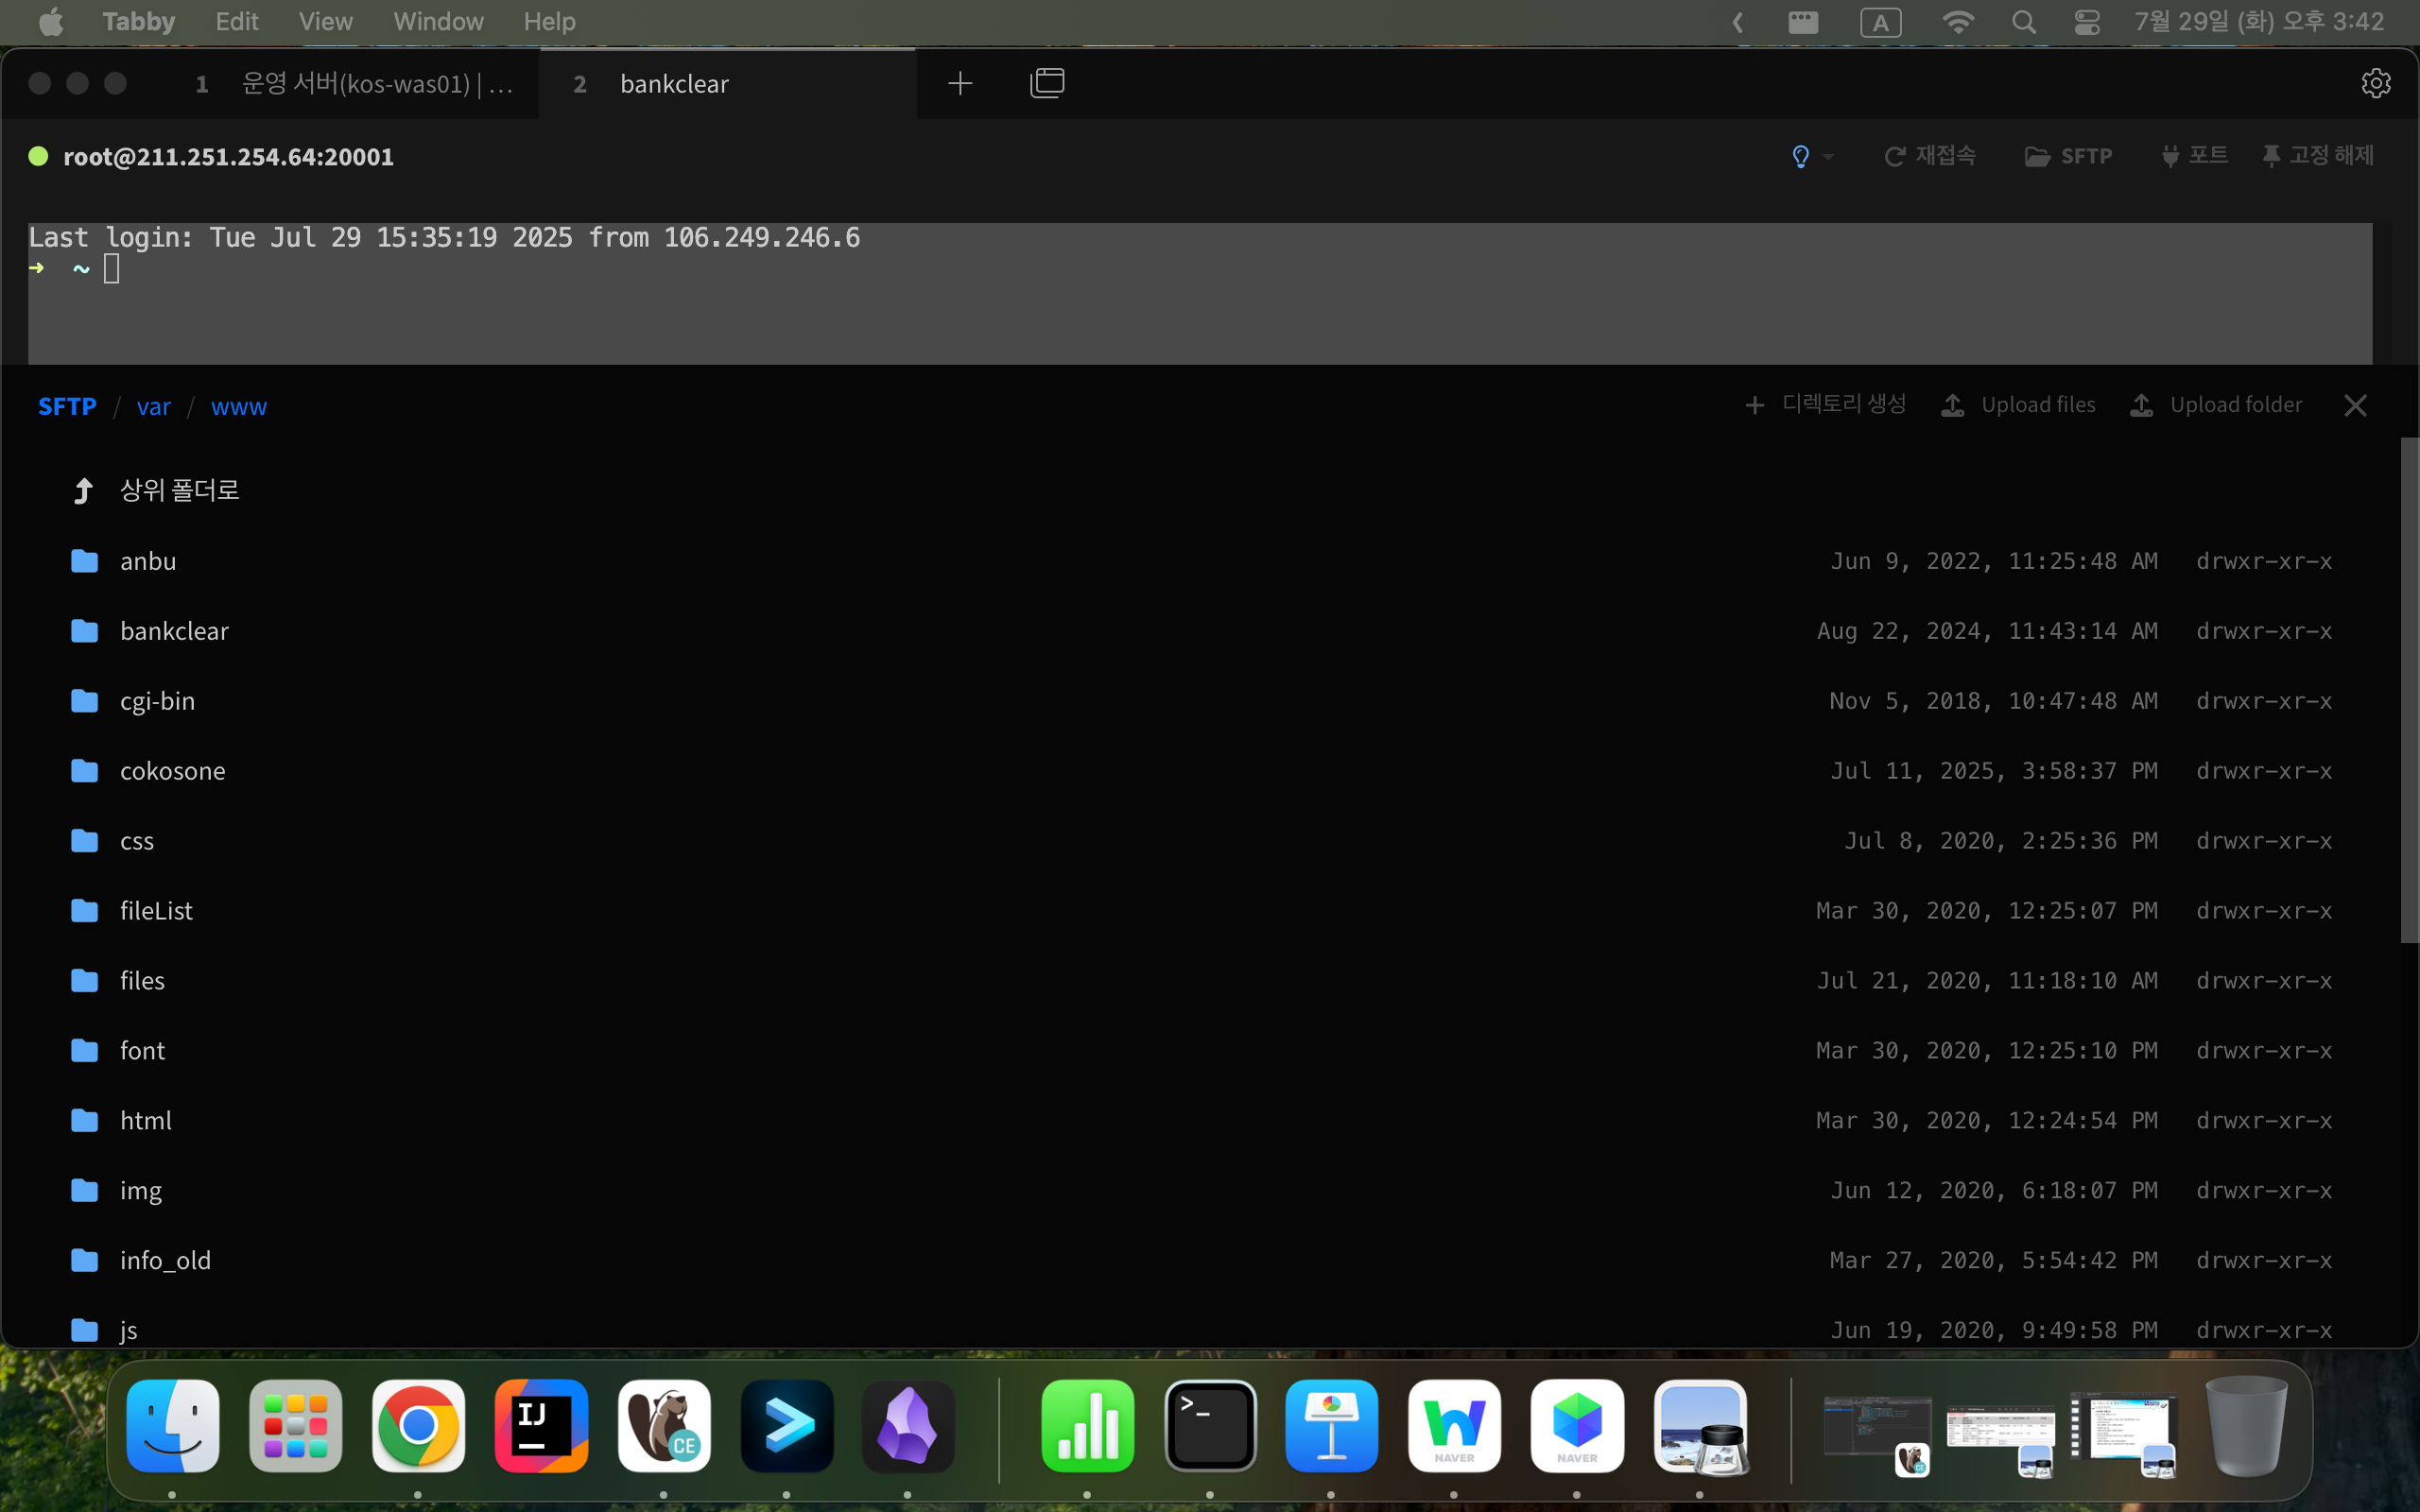 Tabby Edit View Window Help A 7월 29일 (화) 오후 3:42
1 운영 서버(kos-was01) | ... 2 bankclear
root@211.251.254.64:20001 재접속 SFTP 포트 고정 해제
Last login: Tue Jul 29 15:35:19 2025 from 106.249.246.6
➜ ~
SFTP / var / www + 디렉토리 생성 Upload files Upload folder
상위 폴더로
anbu Jun 9, 2022, 11:25:48 AM drwxr-xr-x
bankclear Aug 22, 2024, 11:43:14 AM drwxr-xr-x
cgi-bin Nov 5, 2018, 10:47:48 AM drwxr-xr-x
cokosone Jul 11, 2025, 3:58:37 PM drwxr-xr-x
css Jul 8, 2020, 2:25:36 PM drwxr-xr-x
fileList Mar 30, 2020, 12:25:07 PM drwxr-xr-x
files Jul 21, 2020, 11:18:10 AM drwxr-xr-x
font Mar 30, 2020, 12:25:10 PM drwxr-xr-x
html Mar 30, 2020, 12:24:54 PM drwxr-xr-x
img Jun 12, 2020, 6:18:07 PM drwxr-xr-x
info_old Mar 27, 2020, 5:54:42 PM drwxr-xr-x
js Jun 19, 2020, 9:49:58 PM drwxr-xr-x
IJ CE >_ NAVER NAVER